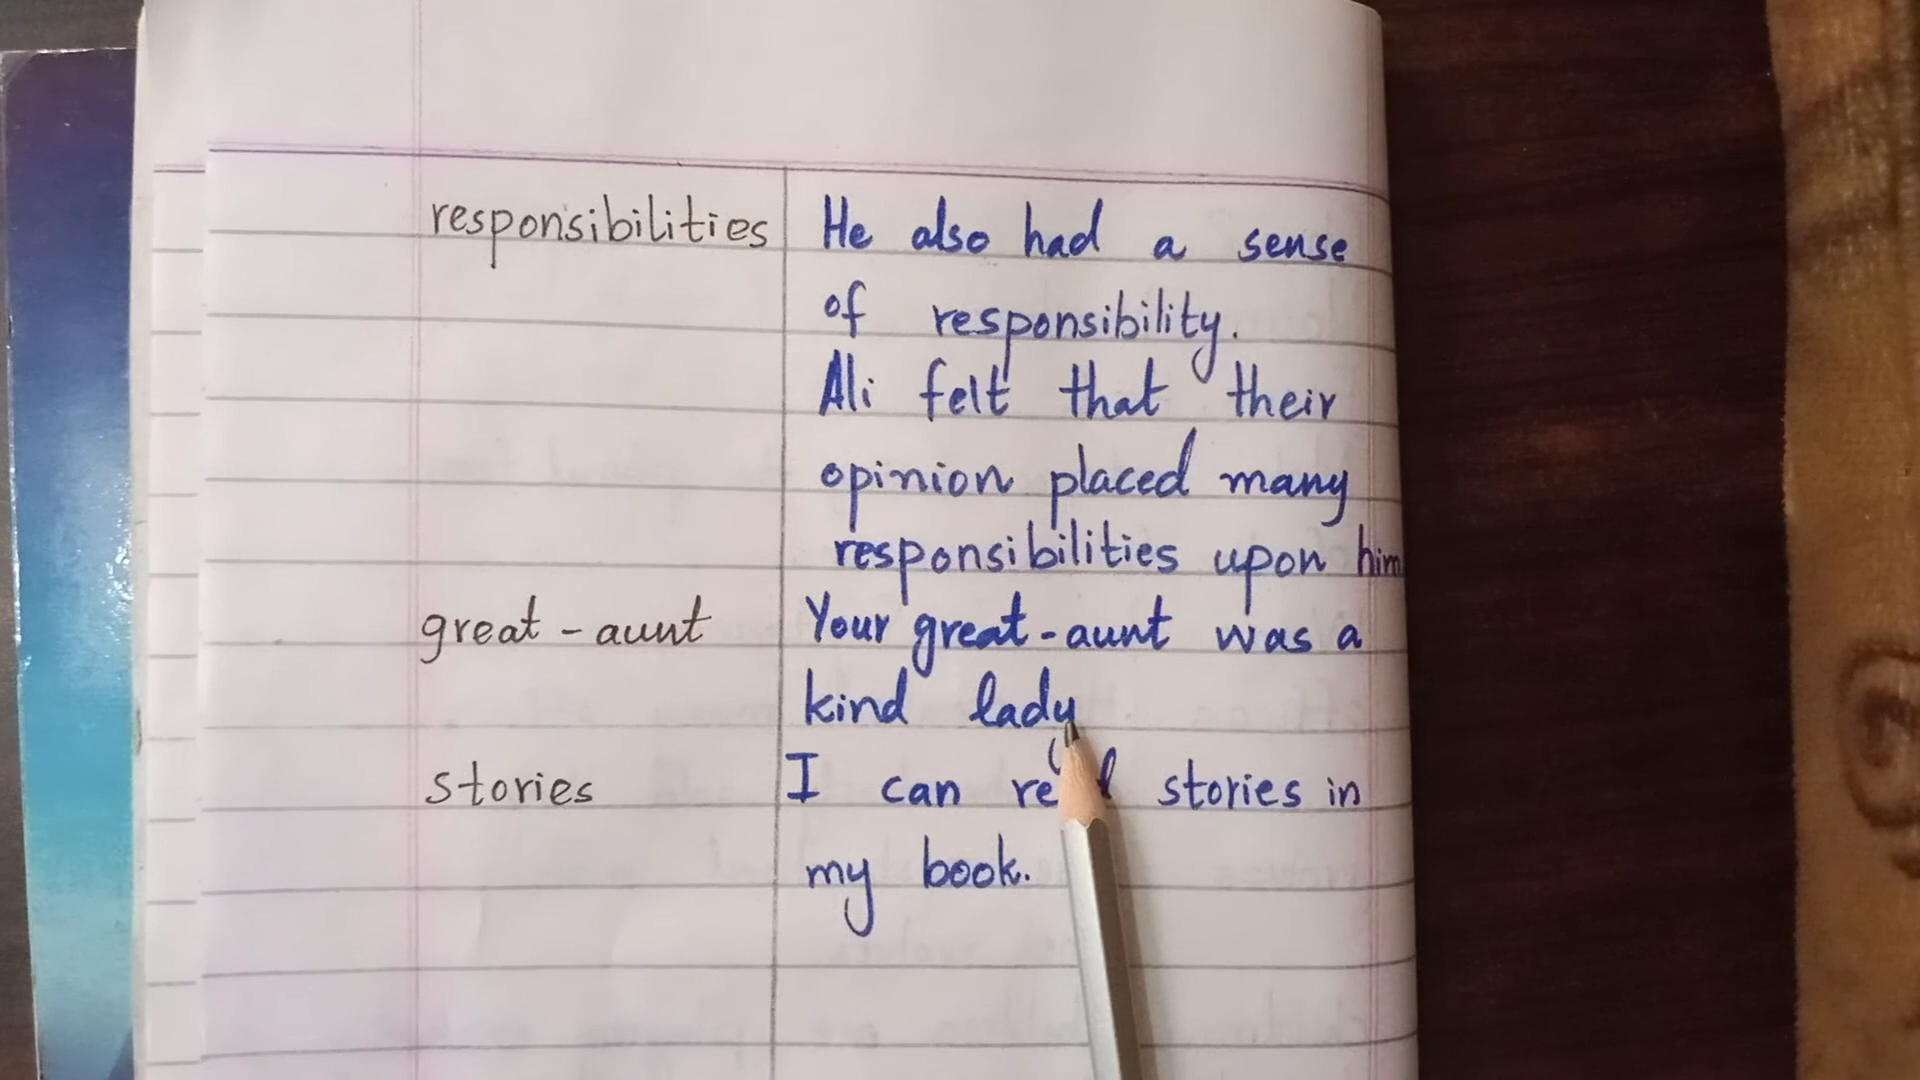 responsibilities He also had a sense
of responsibility.
Ali felt that their
opinion placed many
responsibilities upon him
great-aunt Your great-aunt was a
kind lady
stories I can read stories in
my book.